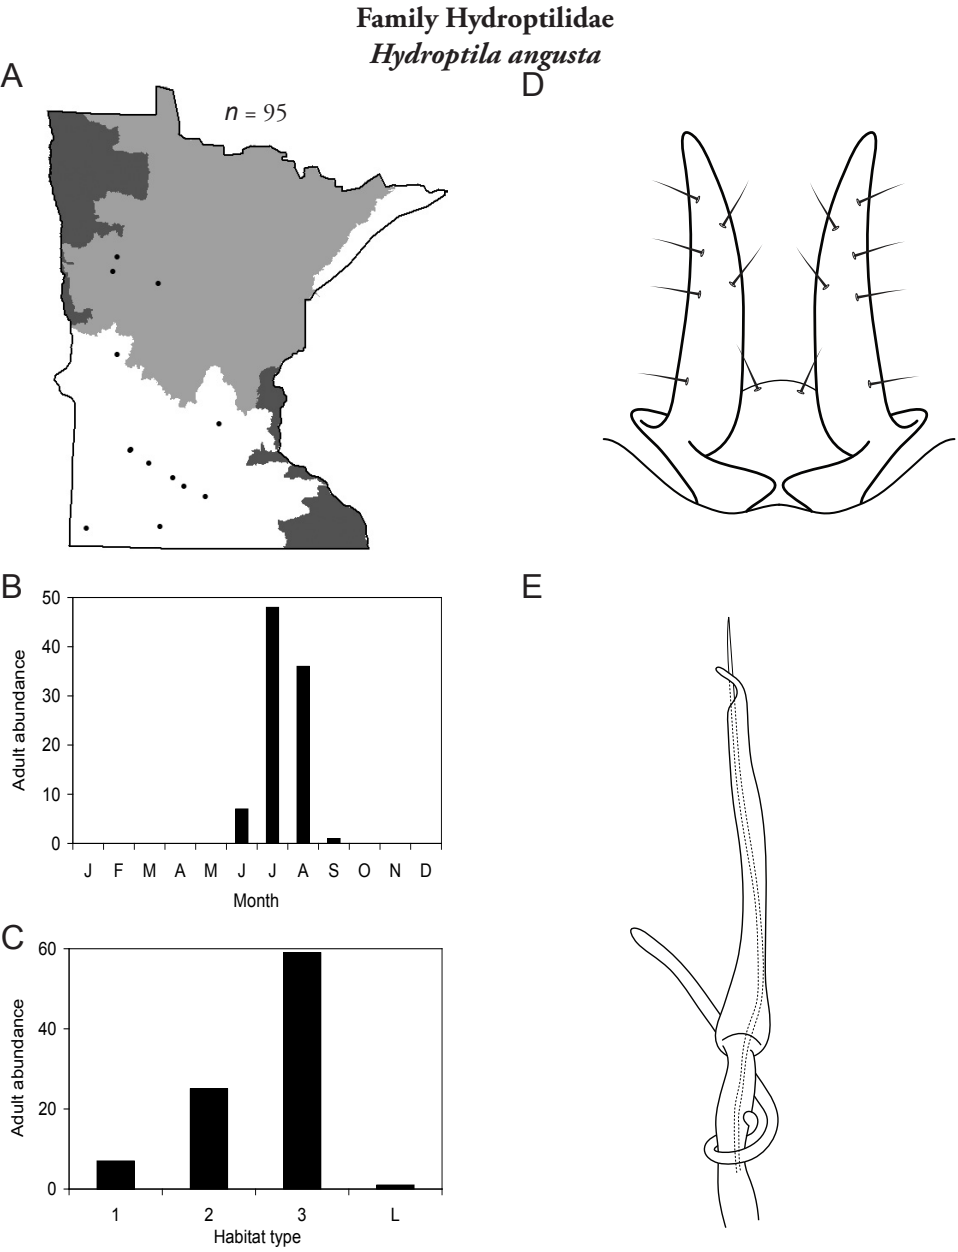 Family Hydroptilidae
Hydroptila angusta
A
n = 95
D
B
50
40
30
20
10
0
Adult abundance
J F M A M J J A S O N D
Month
E
C
60
40
20
0
Adult abundance
1 2 3 L
Habitat type